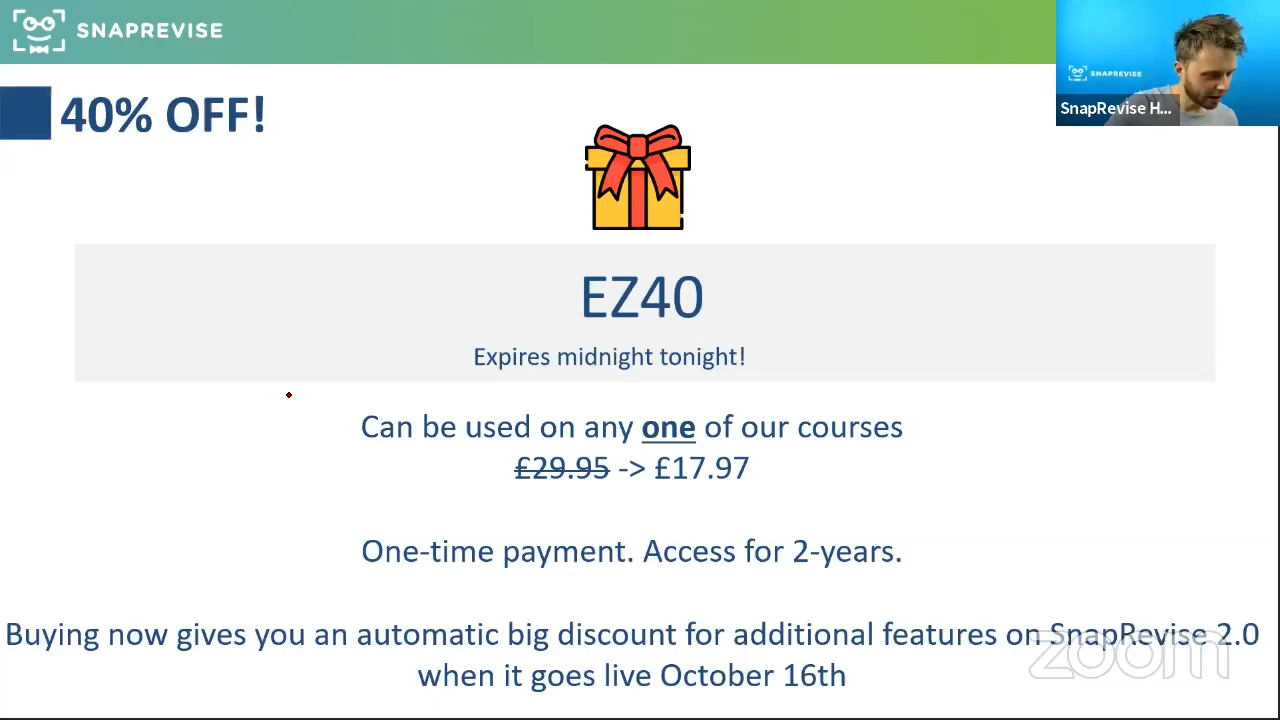 SNAPREVISE
SNAPREVISE
SnapRevise H...
40% OFF!
EZ40
Expires midnight tonight!
Can be used on any one of our courses
£29.95 -> £17.97
One-time payment. Access for 2-years.
Buying now gives you an automatic big discount for additional features on SnapRevise 2.0
when it goes live October 16th
zoom